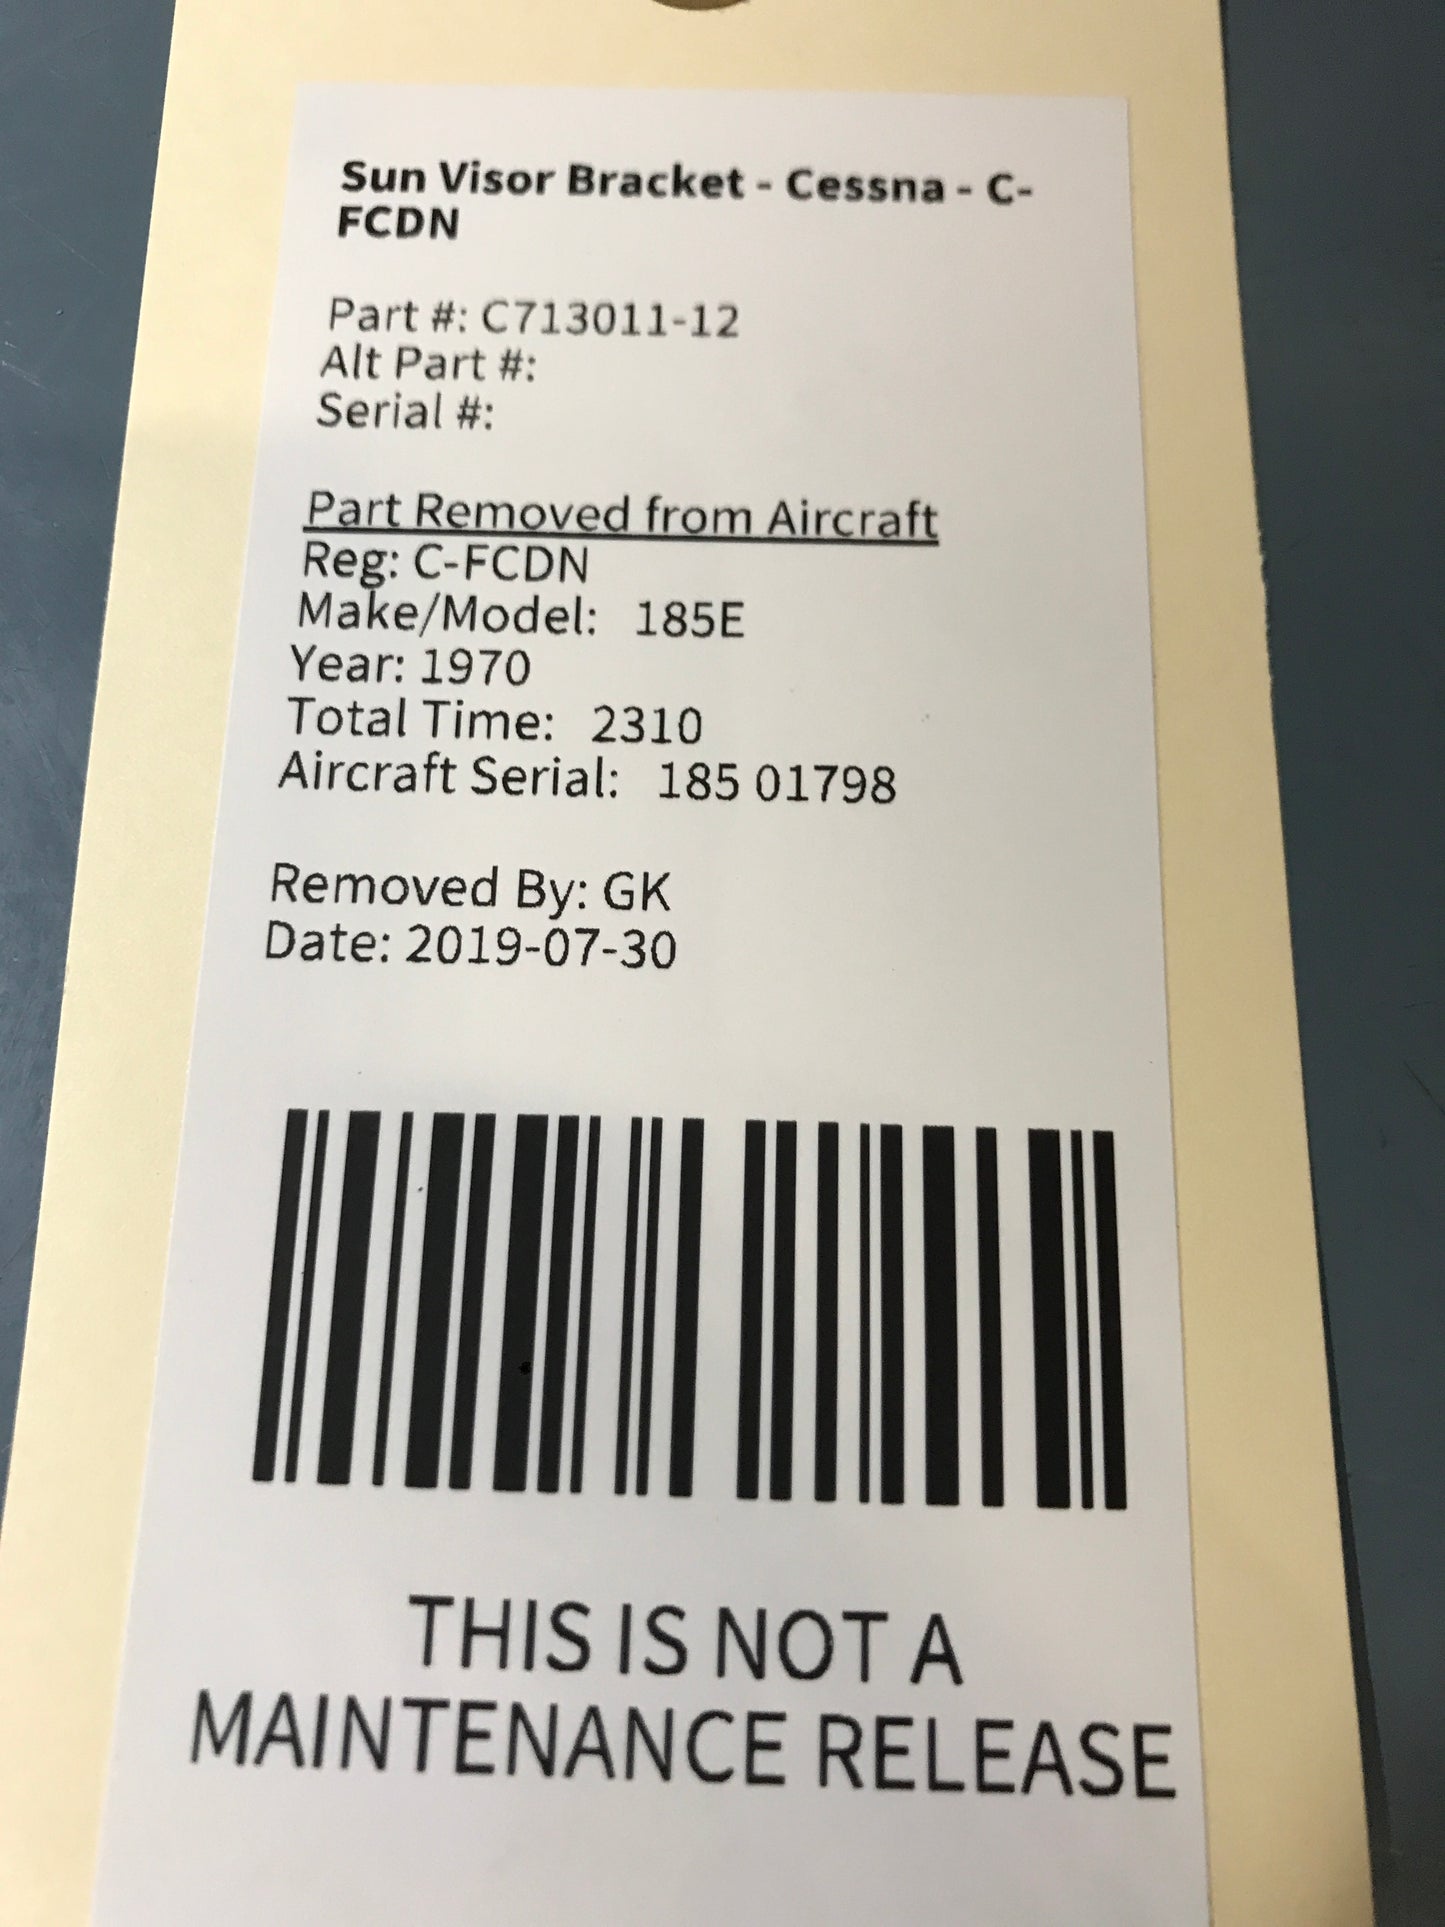 Sun Visor Bracket - Cessna - C-
FCDN
Part #: C713011-12
Alt Part #:
Serial #:
Part Removed from Aircraft
Reg: C-FCDN
Make/Model: 185E
Year: 1970
Total Time: 2310
Aircraft Serial: 185 01798
Removed By: GK
Date: 2019-07-30
THIS IS NOT A
MAINTENANCE RELEASE